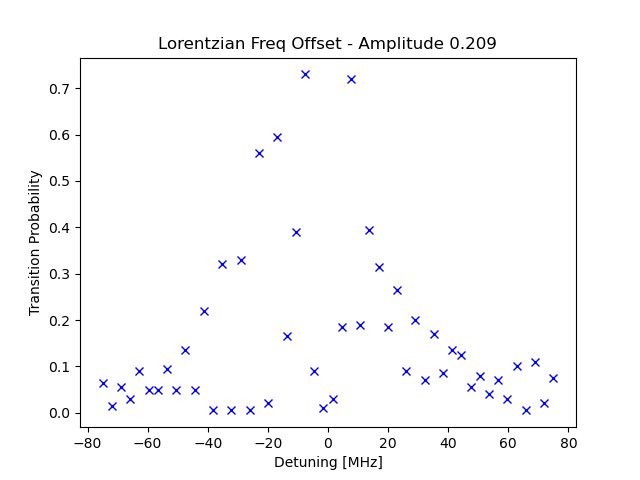 Lorentzian Freq Offset - Amplitude 0.209
0.7
0.6
0.5
0.4
0.3
0.2
0.1
0.0
Transition Probability
−80 −60 −40 −20 0 20 40 60 80
Detuning [MHz]